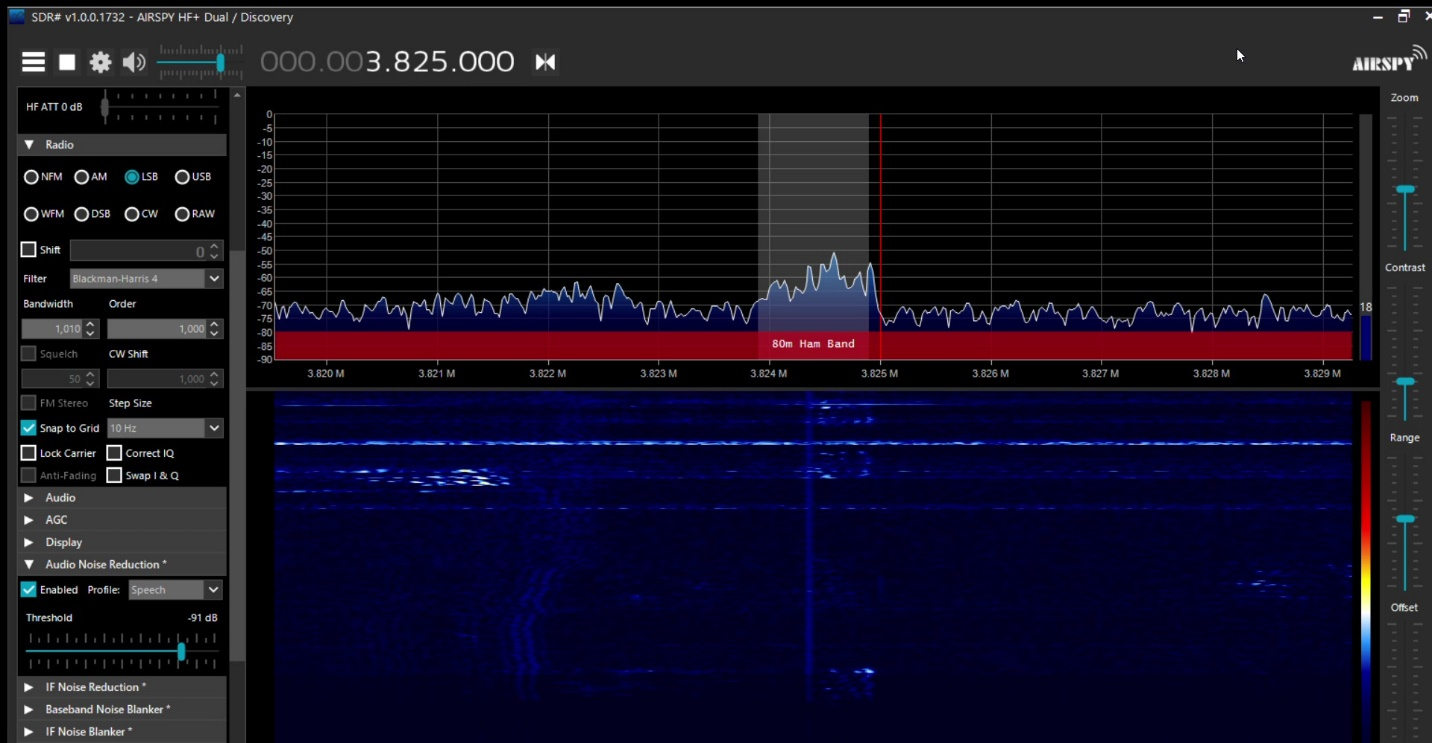 SDR# v1.0.0.1732 - AIRSPY HF+ Dual / Discovery
000.003.825.000
AIRSPY
HF ATT 0 dB
Radio
NFM AM LSB USB
WFM DSB CW RAW
Shift 0
Filter Blackman-Harris 4
Bandwidth Order
1,010 1,000
Squelch CW Shift
50 1,000
FM Stereo Step Size
Snap to Grid 10 Hz
Lock Carrier Correct IQ
Anti-Fading Swap I & Q
Audio
AGC
Display
Audio Noise Reduction *
Enabled Profile: Speech
Threshold -91 dB
IF Noise Reduction *
Baseband Noise Blanker *
IF Noise Blanker *
0
-5
-10
-15
-20
-25
-30
-35
-40
-45
-50
-55
-60
-65
-70
-75
-80
-85
-90
80m Ham Band
18
3.820 M 3.821 M 3.822 M 3.823 M 3.824 M 3.825 M 3.826 M 3.827 M 3.828 M 3.829 M
Zoom
Contrast
Range
Offset